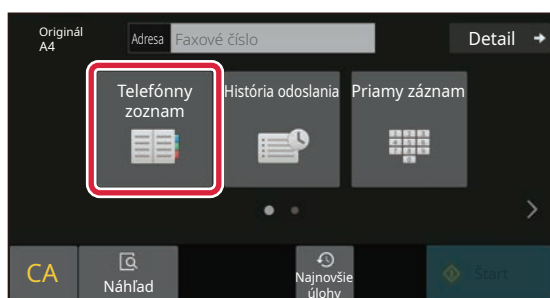 Originál
A4
Adresa Faxové číslo
Detail
Telefónny
zoznam
História odoslania
Priamy záznam
CA
Náhľad
Najnovšie
úlohy
Štart